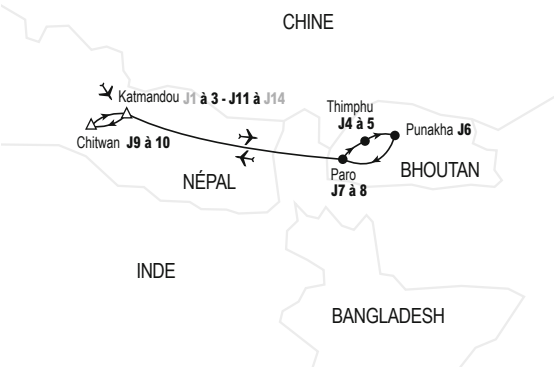 CHINE
Katmandou J1 à 3 - J11 à J14
Chitwan J9 à 10
Thimphu
J4 à 5
Punakha J6
Paro
J7 à 8
BHOUTAN
NÉPAL
INDE
BANGLADESH